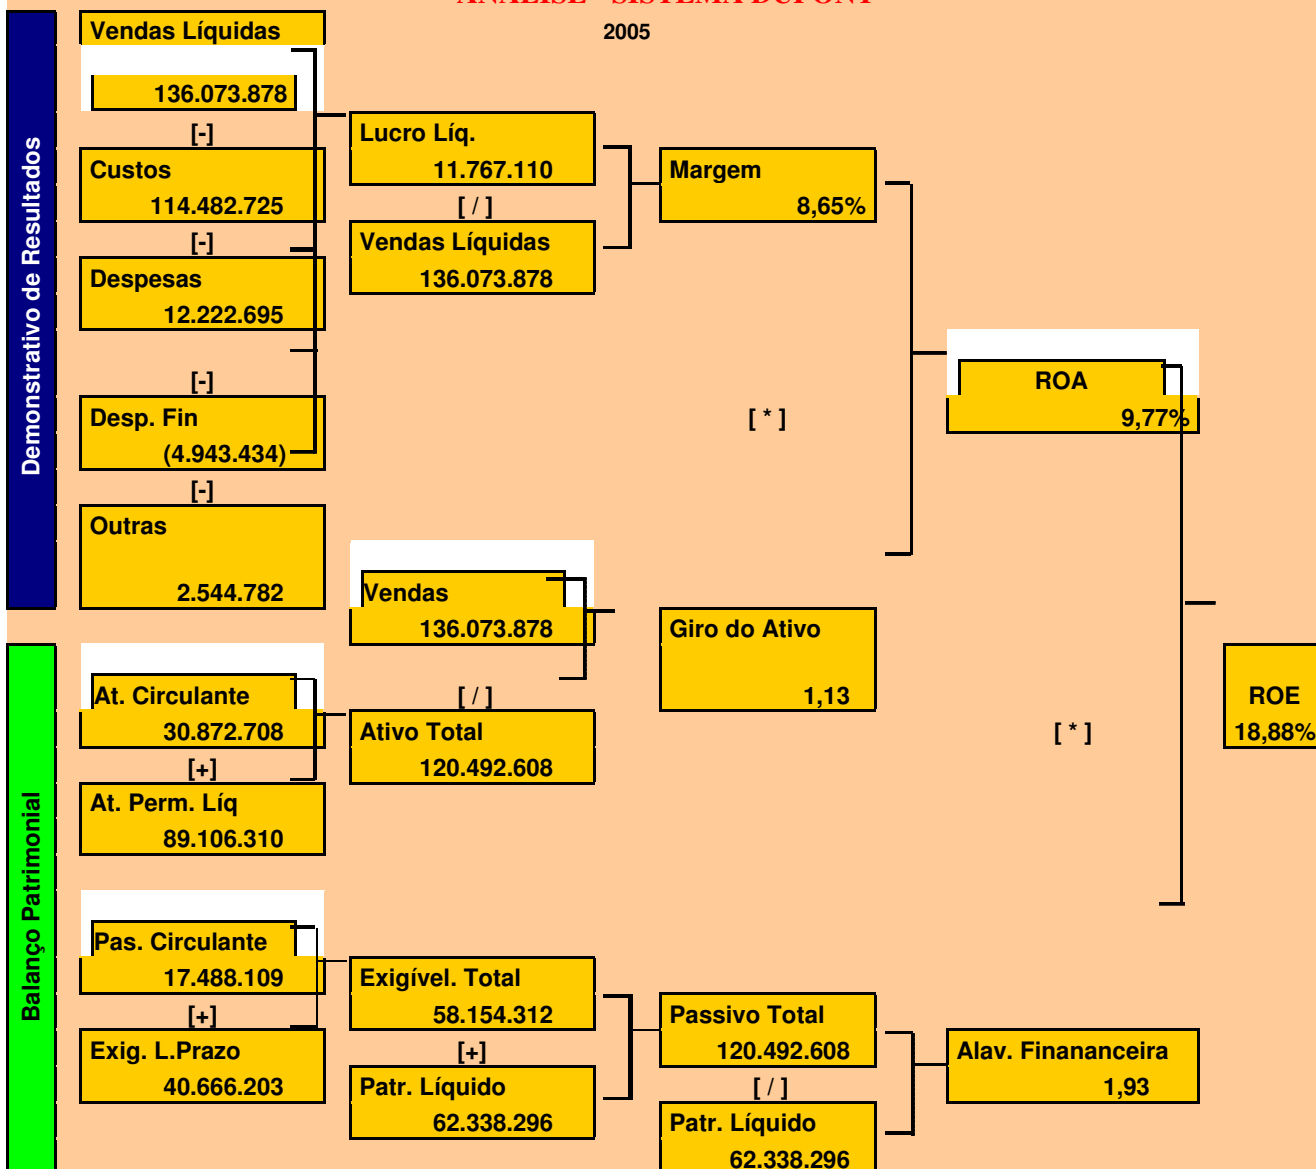 ANÁLISE - SISTEMA DUPONT
2005
Demonstrativo de Resultados
Vendas Líquidas
136.073.878
[-]
Custos
114.482.725
[-]
Despesas
12.222.695
[-]
Desp. Fin
(4.943.434)
[-]
Outras
2.544.782
Lucro Líq.
11.767.110
[ / ]
Vendas Líquidas
136.073.878
Margem
8,65%
[ * ]
ROA
9,77%
Vendas
136.073.878
[ / ]
Ativo Total
120.492.608
Giro do Ativo
1,13
[ * ]
ROE
18,88%
Balanço Patrimonial
At. Circulante
30.872.708
[+]
At. Perm. Líq
89.106.310
Pas. Circulante
17.488.109
[+]
Exig. L.Prazo
40.666.203
Exigível. Total
58.154.312
[+]
Patr. Líquido
62.338.296
Passivo Total
120.492.608
[ / ]
Patr. Líquido
62.338.296
Alav. Finananceira
1,93